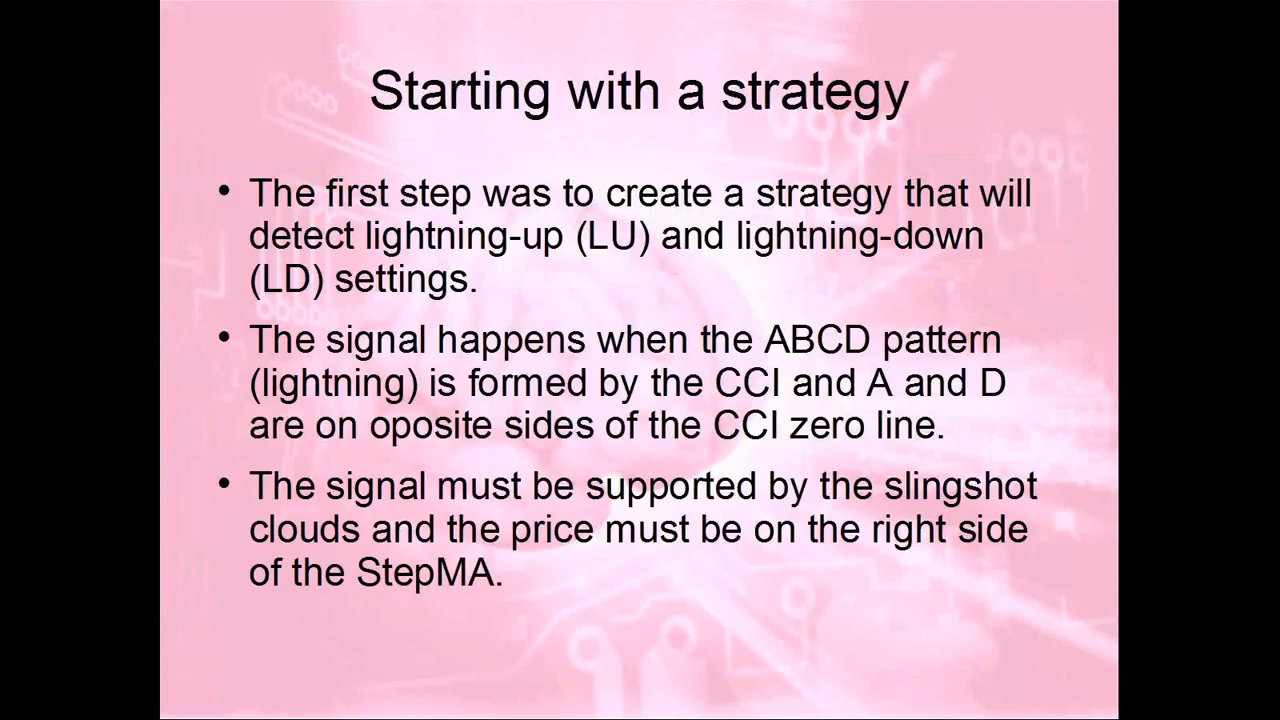 Starting with a strategy
• The first step was to create a strategy that will
detect lightning-up (LU) and lightning-down
(LD) settings.
• The signal happens when the ABCD pattern
(lightning) is formed by the CCI and A and D
are on oposite sides of the CCI zero line.
• The signal must be supported by the slingshot
clouds and the price must be on the right side
of the StepMA.